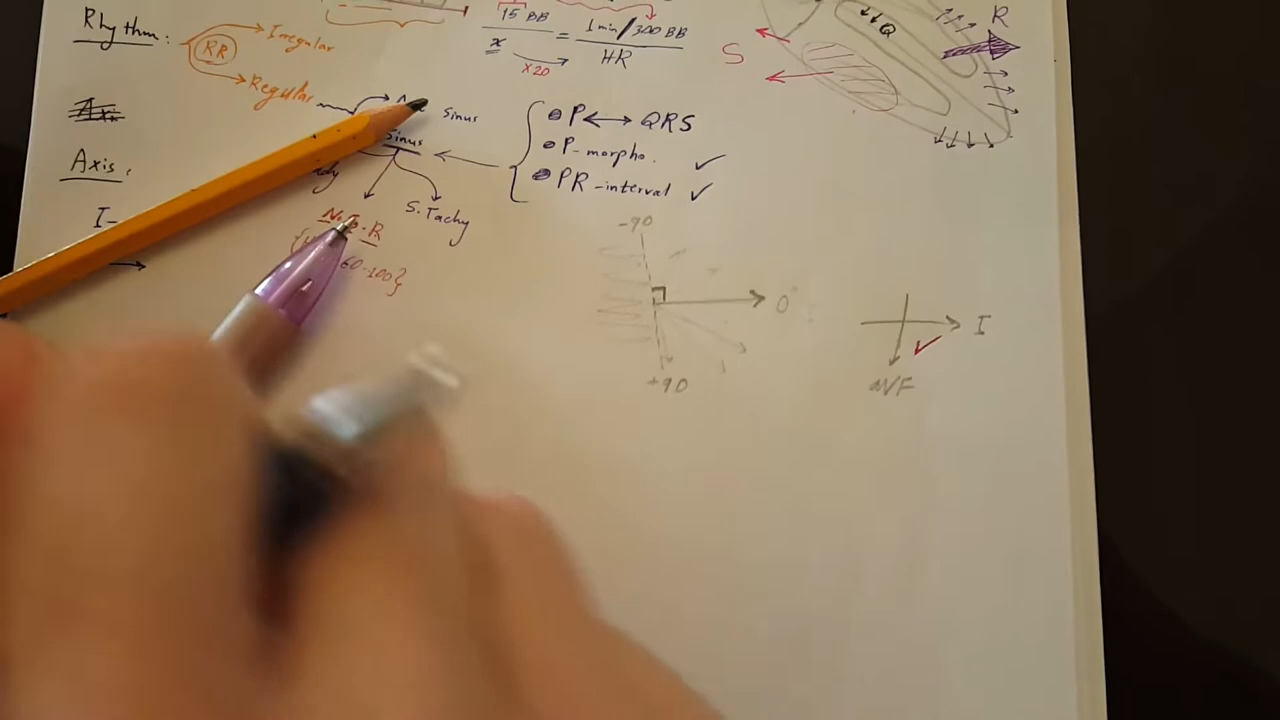 Rhythm:
RR
Irregular
Regular
15 BB
x
=
1 min/300 BB
HR
x20
Q
R
S
Sinus
Sinus
P ↔ QRS
P-morpho. ✓
PR-interval ✓
S.Tachy
60-100}
Axis.
I-
-90
0°
+90
I
aVF